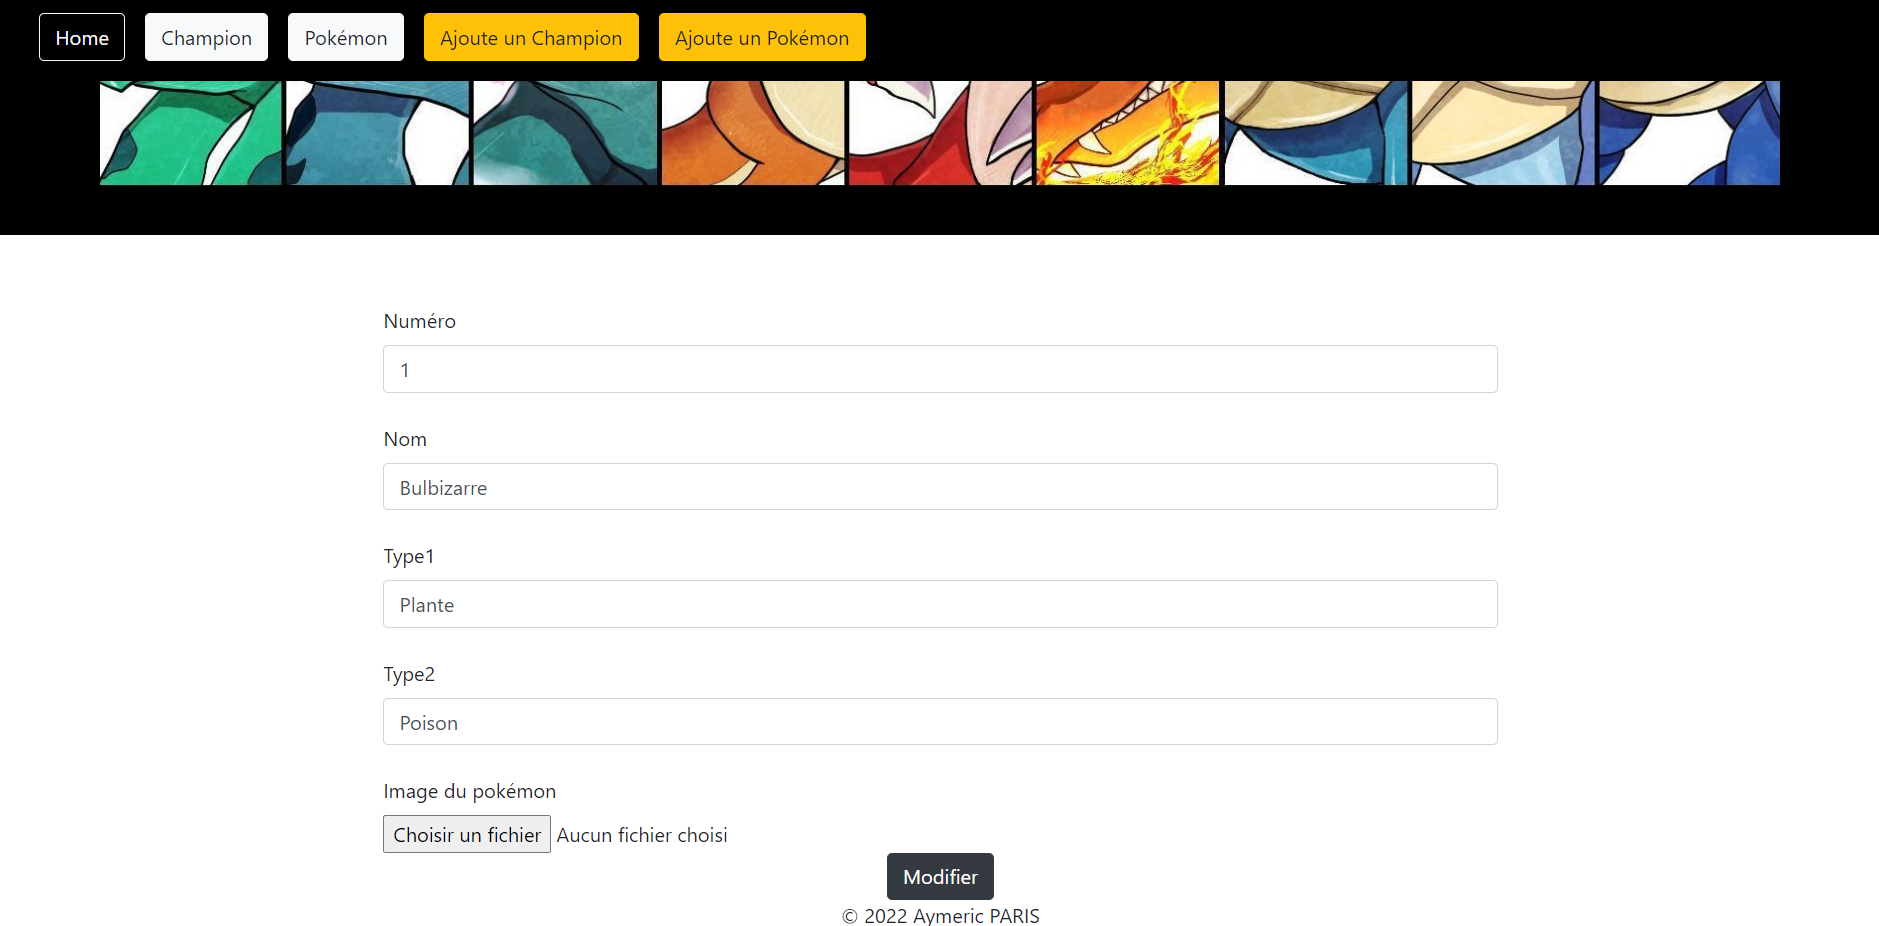 Home Champion Pokémon Ajoute un Champion Ajoute un Pokémon
Numéro
1
Nom
Bulbizarre
Type1
Plante
Type2
Poison
Image du pokémon
Choisir un fichier Aucun fichier choisi
Modifier
© 2022 Aymeric PARIS